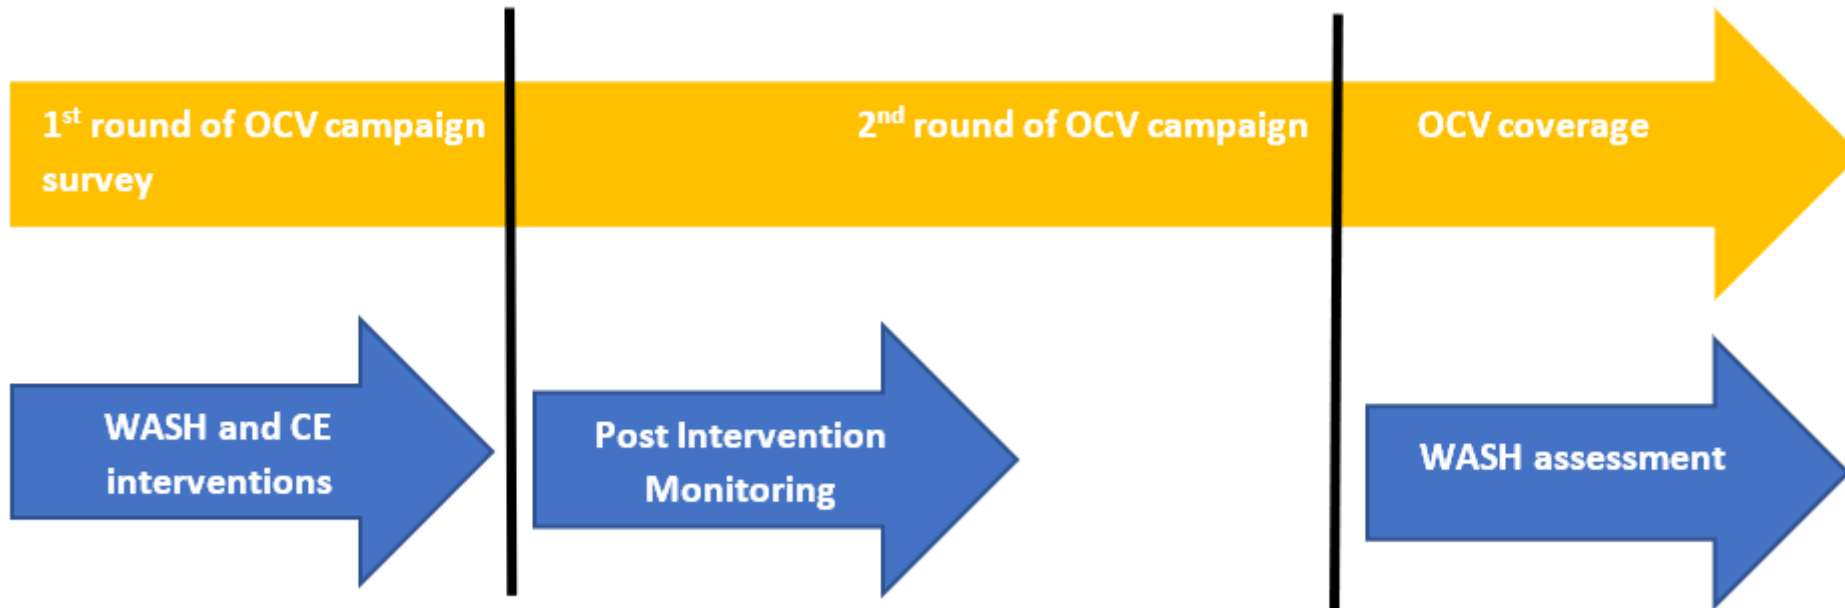 1st round of OCV campaign 2nd round of OCV campaign OCV coverage
survey
WASH and CE
interventions
Post Intervention
Monitoring
WASH assessment